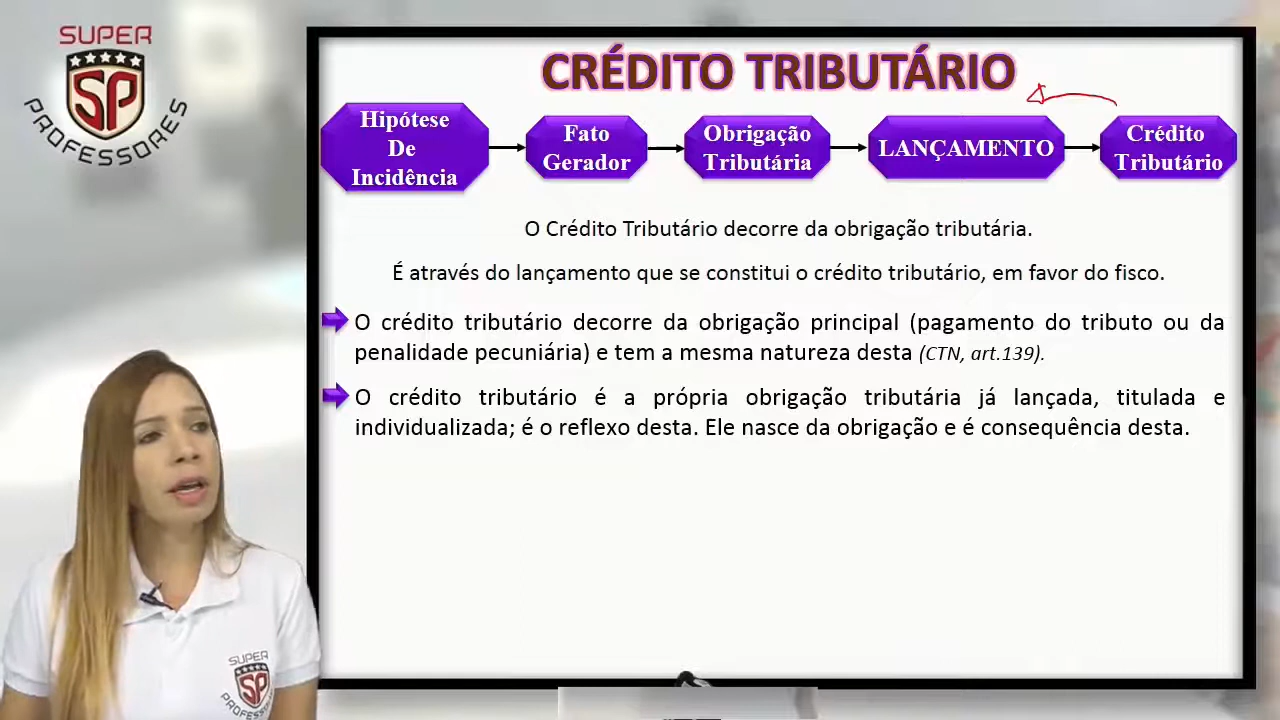 SUPER
SP
PROFESSORES
CRÉDITO TRIBUTÁRIO
Hipótese
De
Incidência
Fato
Gerador
Obrigação
Tributária
LANÇAMENTO
Crédito
Tributário
O Crédito Tributário decorre da obrigação tributária.
É através do lançamento que se constitui o crédito tributário, em favor do fisco.
O crédito tributário decorre da obrigação principal (pagamento do tributo ou da
penalidade pecuniária) e tem a mesma natureza desta (CTN, art.139).
O crédito tributário é a própria obrigação tributária já lançada, titulada e
individualizada; é o reflexo desta. Ele nasce da obrigação e é consequência desta.
SUPER
SP
PROFESSORES